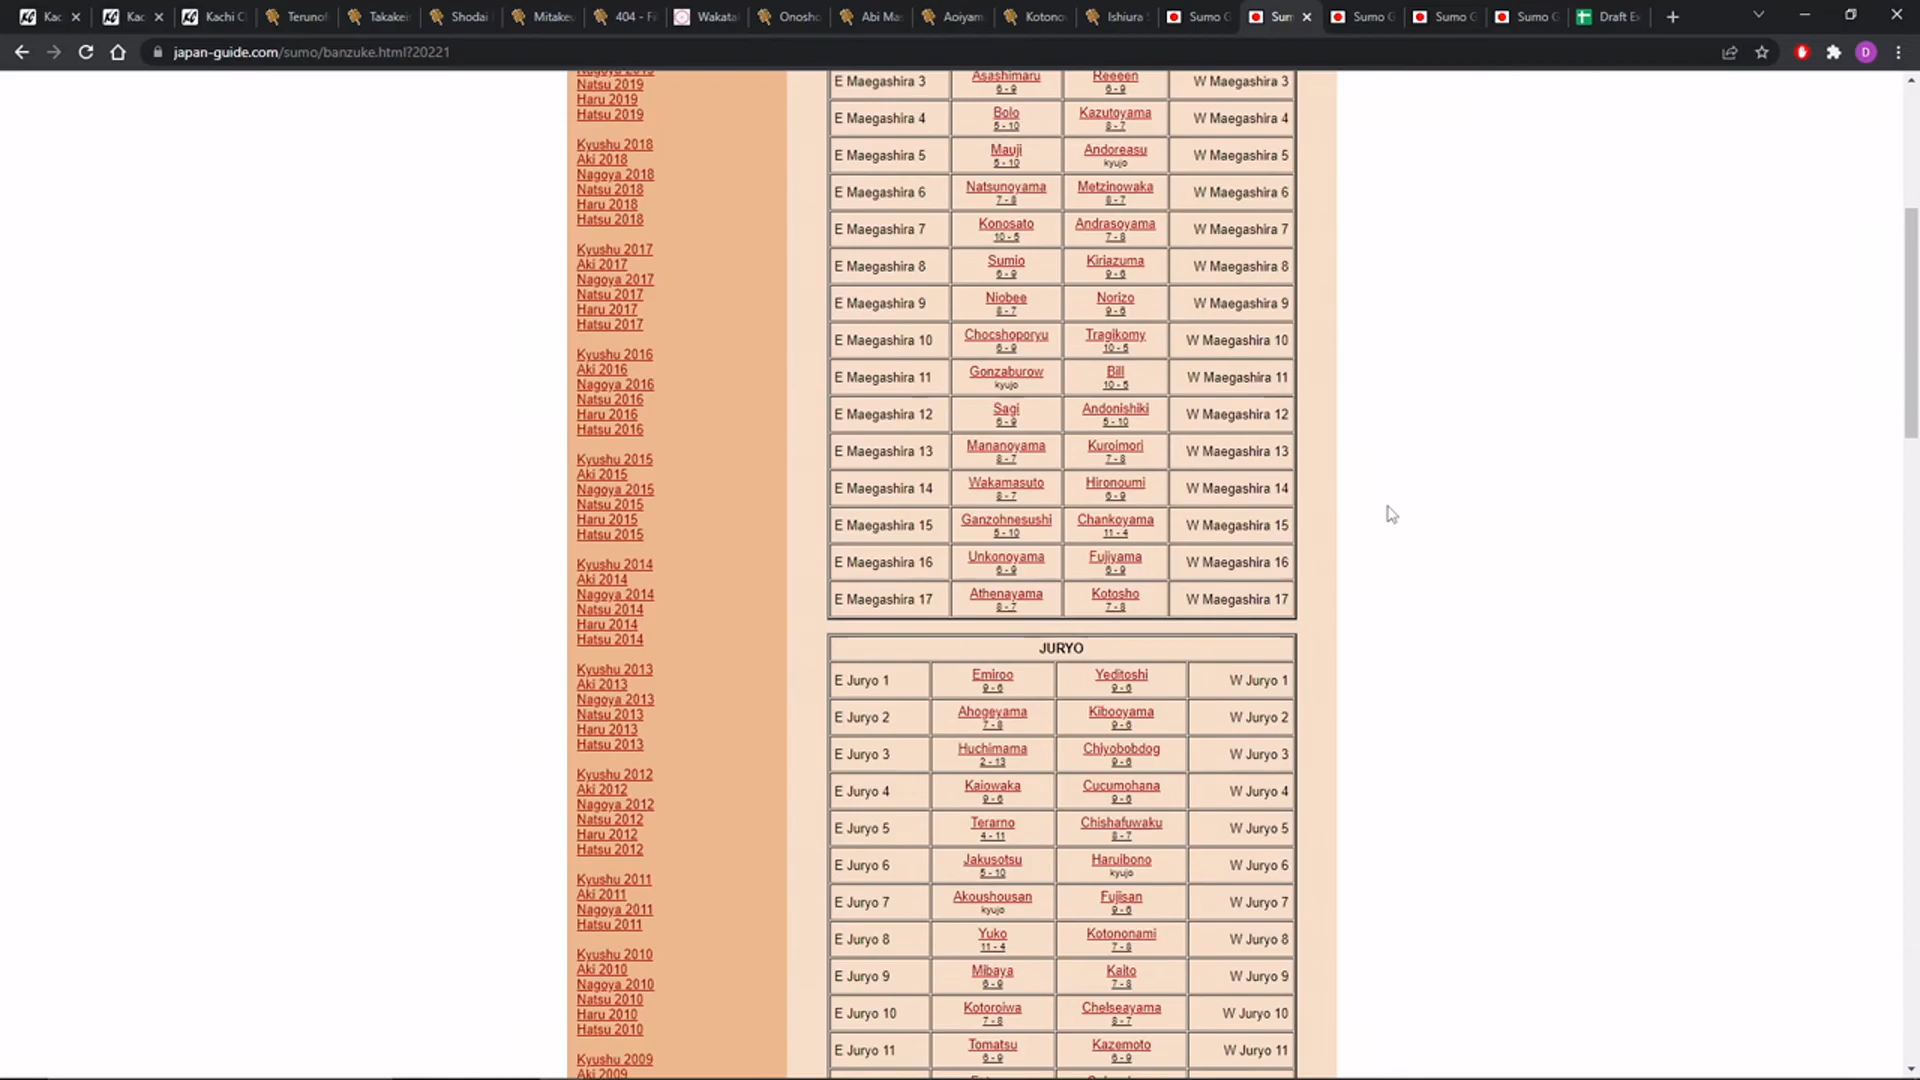 Kac
Kac
Kachi C
Teruno
Takake
Shodai
Mitake
404 - Fi
Wakata
Onosho
Abi Ma
Aoiyam
Kotono
Ishiura
Sumo G
Sum
Sumo G
Sumo G
Sumo G
Draft E
japan-guide.com/sumo/banzuke.html?20221
D
Nagoya 2019
Natsu 2019
Haru 2019
Hatsu 2019
Kyushu 2018
Aki 2018
Nagoya 2018
Natsu 2018
Haru 2018
Hatsu 2018
Kyushu 2017
Aki 2017
Nagoya 2017
Natsu 2017
Haru 2017
Hatsu 2017
Kyushu 2016
Aki 2016
Nagoya 2016
Natsu 2016
Haru 2016
Hatsu 2016
Kyushu 2015
Aki 2015
Nagoya 2015
Natsu 2015
Haru 2015
Hatsu 2015
Kyushu 2014
Aki 2014
Nagoya 2014
Natsu 2014
Haru 2014
Hatsu 2014
Kyushu 2013
Aki 2013
Nagoya 2013
Natsu 2013
Haru 2013
Hatsu 2013
Kyushu 2012
Aki 2012
Nagoya 2012
Natsu 2012
Haru 2012
Hatsu 2012
Kyushu 2011
Aki 2011
Nagoya 2011
Hatsu 2011
Kyushu 2010
Aki 2010
Nagoya 2010
Natsu 2010
Haru 2010
Hatsu 2010
Kyushu 2009
Aki 2009
E Maegashira 3 Asashimaru Reeeen W Maegashira 3
6 - 9 6 - 9
E Maegashira 4 Bolo Kazutoyama W Maegashira 4
5 - 10 8 - 7
E Maegashira 5 Mauji Andoreasu W Maegashira 5
5 - 10 kyujo
E Maegashira 6 Natsunoyama Metzinowaka W Maegashira 6
7 - 8 8 - 7
E Maegashira 7 Konosato Andrasoyama W Maegashira 7
10 - 5 7 - 8
E Maegashira 8 Sumio Kiriazuma W Maegashira 8
6 - 9 9 - 6
E Maegashira 9 Niobee Norizo W Maegashira 9
8 - 7 9 - 6
E Maegashira 10 Chocshoporyu Tragikomy W Maegashira 10
6 - 9 10 - 5
E Maegashira 11 Gonzaburow Bill W Maegashira 11
kyujo 10 - 5
E Maegashira 12 Sagi Andonishiki W Maegashira 12
6 - 9 5 - 10
E Maegashira 13 Mananoyama Kuroimori W Maegashira 13
8 - 7 7 - 8
E Maegashira 14 Wakamasuto Hironoumi W Maegashira 14
8 - 7 6 - 9
E Maegashira 15 Ganzohnesushi Chankoyama W Maegashira 15
5 - 10 11 - 4
E Maegashira 16 Unkonoyama Fujiyama W Maegashira 16
6 - 9 6 - 9
E Maegashira 17 Athenayama Kotosho W Maegashira 17
8 - 7 7 - 8
JURYO
E Juryo 1 Emiroo Yeditoshi W Juryo 1
9 - 6 9 - 6
E Juryo 2 Ahogeyama Kibooyama W Juryo 2
7 - 8 9 - 6
E Juryo 3 Huchimama Chiyobobdog W Juryo 3
2 - 13 9 - 6
E Juryo 4 Kaiowaka Cucumohana W Juryo 4
9 - 6 9 - 6
E Juryo 5 Terarno Chishafuwaku W Juryo 5
4 - 11 8 - 7
E Juryo 6 Jakusotsu Haruibono W Juryo 6
5 - 10 kyujo
E Juryo 7 Akoushousan Fujisan W Juryo 7
kyujo 9 - 6
E Juryo 8 Yuko Kotononami W Juryo 8
11 - 4 7 - 8
E Juryo 9 Mibaya Kaito W Juryo 9
6 - 9 7 - 8
E Juryo 10 Kotoroiwa Chelseayama W Juryo 10
7 - 8 8 - 7
E Juryo 11 Tomatsu Kazemoto W Juryo 11
6 - 9 6 - 9